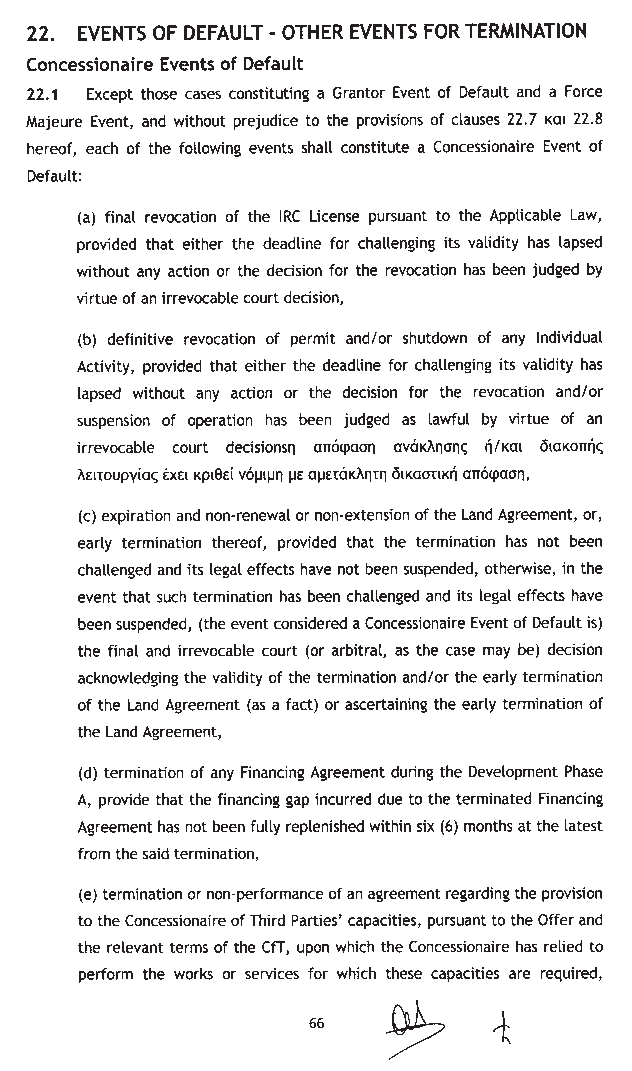 22. EVENTS OF DEFAULT - OTHER EVENTS FOR TERMINATION
Concessionaire Events of Default
22.1 Except those cases constituting a Grantor Event of Default and a Force
Majeure Event, and without prejudice to the provisions of clauses 22.7 και 22.8
hereof, each of the following events shall constitute a Concessionaire Event of
Default:
(a) final revocation of the IRC License pursuant to the Applicable Law,
provided that either the deadline for challenging its validity has lapsed
without any action or the decision for the revocation has been judged by
virtue of an irrevocable court decision,
(b) definitive revocation of permit and/or shutdown of any Individual
Activity, provided that either the deadline for challenging its validity has
lapsed without any action or the decision for the revocation and/or
suspension of operation has been judged as lawful by virtue of an
irrevocable court decisionsη απόφαση ανάκλησης ή/και διακοπής
λειτουργίας έχει κριθεί νόμιμη με αμετάκλητη δικαστική απόφαση,
(c) expiration and non-renewal or non-extension of the Land Agreement, or,
early termination thereof, provided that the termination has not been
challenged and its legal effects have not been suspended, otherwise, in the
event that such termination has been challenged and its legal effects have
been suspended, (the event considered a Concessionaire Event of Default is)
the final and irrevocable court (or arbitral, as the case may be) decision
acknowledging the validity of the termination and/or the early termination
of the Land Agreement (as a fact) or ascertaining the early termination of
the Land Agreement,
(d) termination of any Financing Agreement during the Development Phase
A, provide that the financing gap incurred due to the terminated Financing
Agreement has not been fully replenished within six (6) months at the latest
from the said termination,
(e) termination or non-performance of an agreement regarding the provision
to the Concessionaire of Third Parties' capacities, pursuant to the Offer and
the relevant terms of the CfT, upon which the Concessionaire has relied to
perform the works or services for which these capacities are required,
66